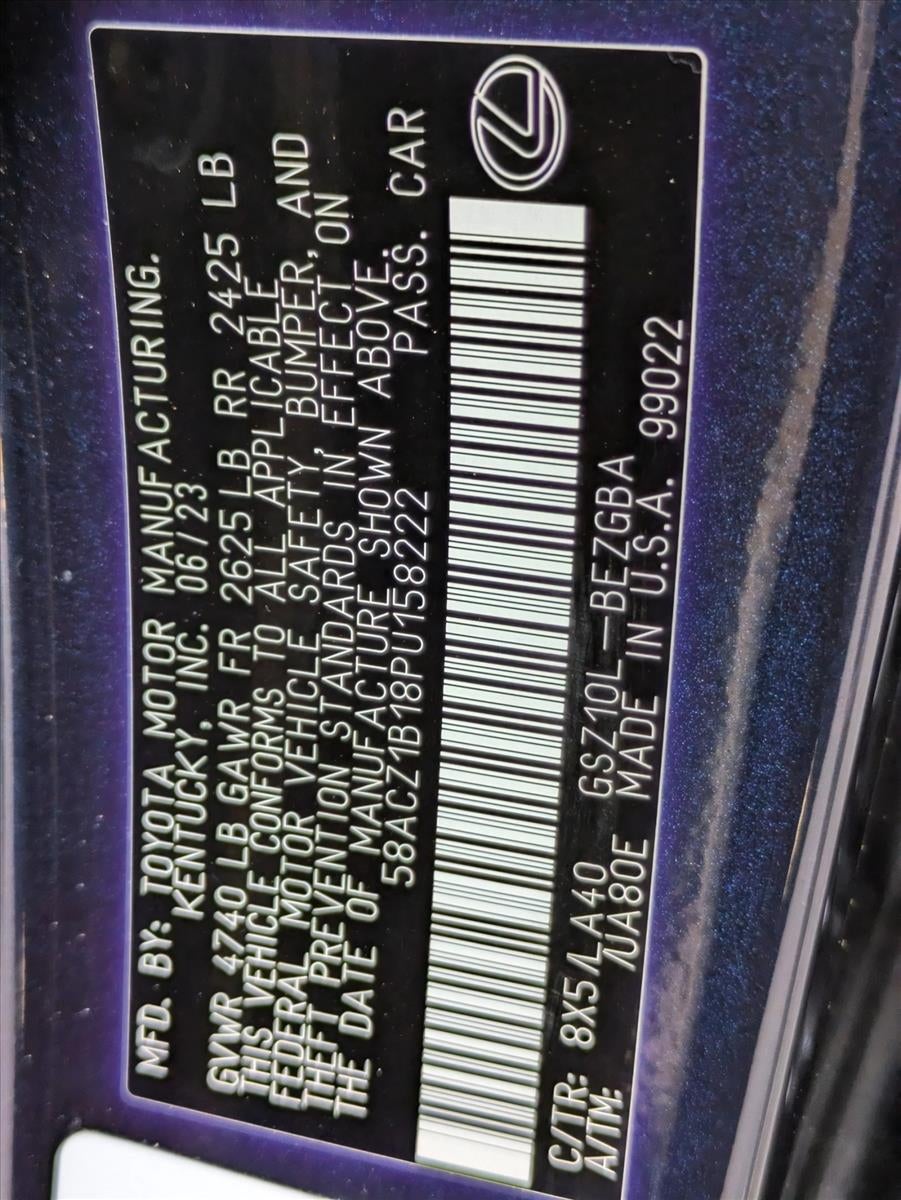 MFD. BY: TOYOTA MOTOR MANUFACTURING.
KENTUCKY, INC. 06/23
GVWR 4740 LB GAWR FR 2625 LB RR 2425 LB
THIS VEHICLE CONFORMS TO ALL APPLICABLE
FEDERAL MOTOR VEHICLE SAFETY, BUMPER, AND
THEFT PREVENTION STANDARDS IN EFFECT ON
THE DATE OF MANUFACTURE SHOWN ABOVE.
58ACZ1B18PU158222 PASS. CAR
C/TR: 8X5/LA40 GSZ10L-BEZGBA
A/TM: /UA80E MADE IN U.S.A. 99022